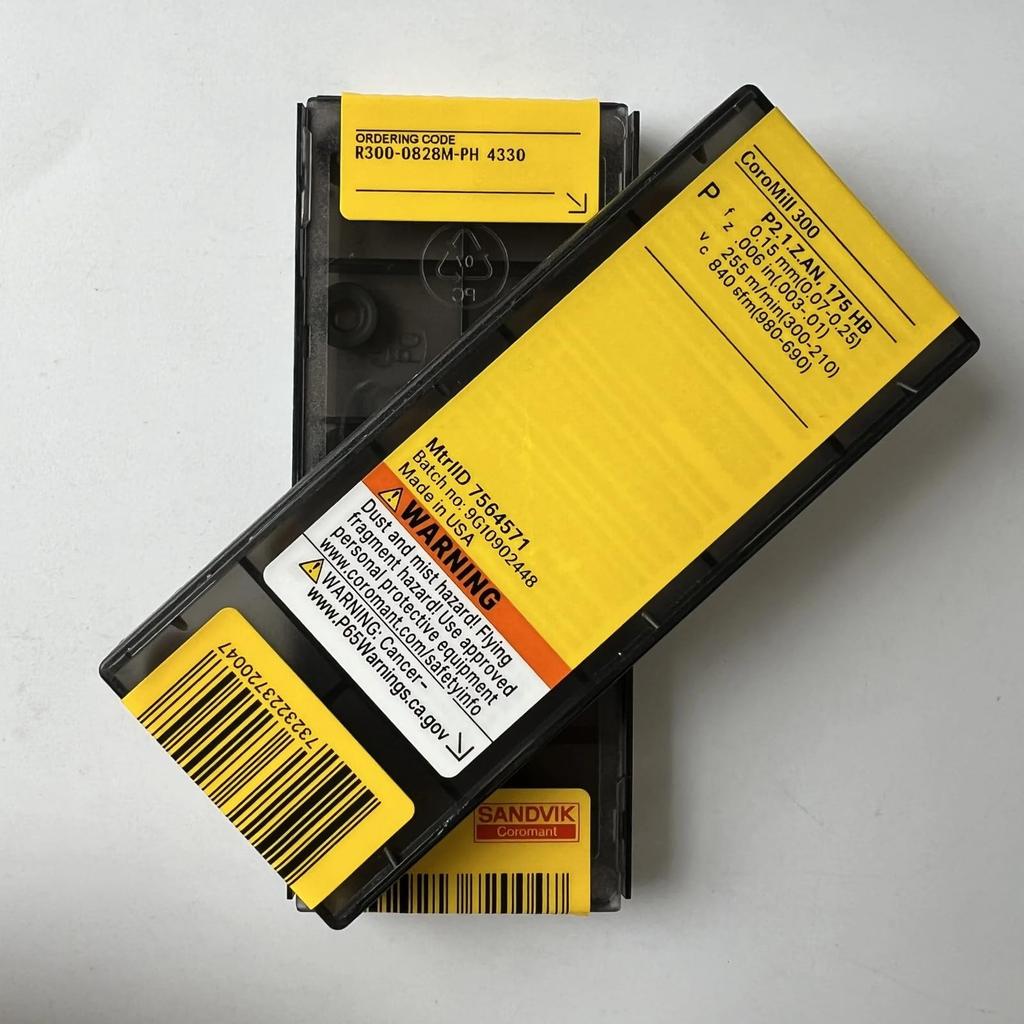 ORDERING CODE
R300-0828M-PH 4330
CoroMill 300
P
P2.1.Z.AN, 175 HB
f z 0.15 mm(0.07-0.25)
.006 in(.003-.01)
v c 255 m/min(300-210)
840 sfm(980-690)
MtrlID 7564571
Batch no: 9G10902448
Made in USA
WARNING
Dust and mist hazard! Flying
fragment hazard! Use approved
personal protective equipment
www.coromant.com/safetyinfo
WARNING: Cancer–
www.P65Warnings.ca.gov
7323223720047
SANDVIK
Coromant
07
PC